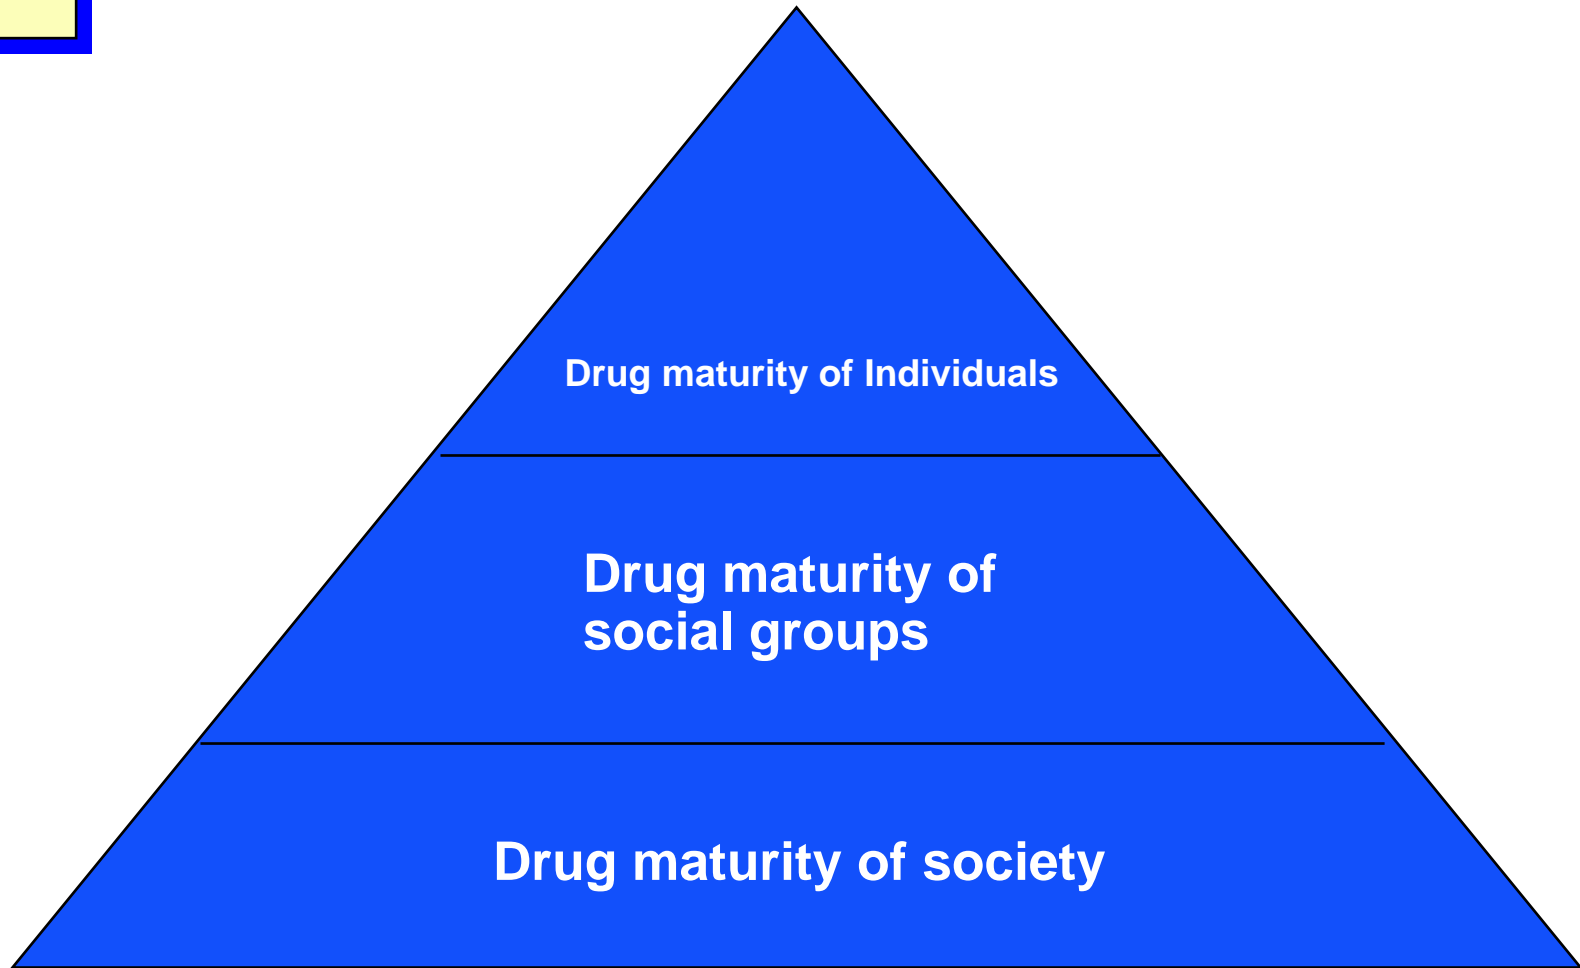 Drug maturity of Individuals
Drug maturity of
social groups
Drug maturity of society